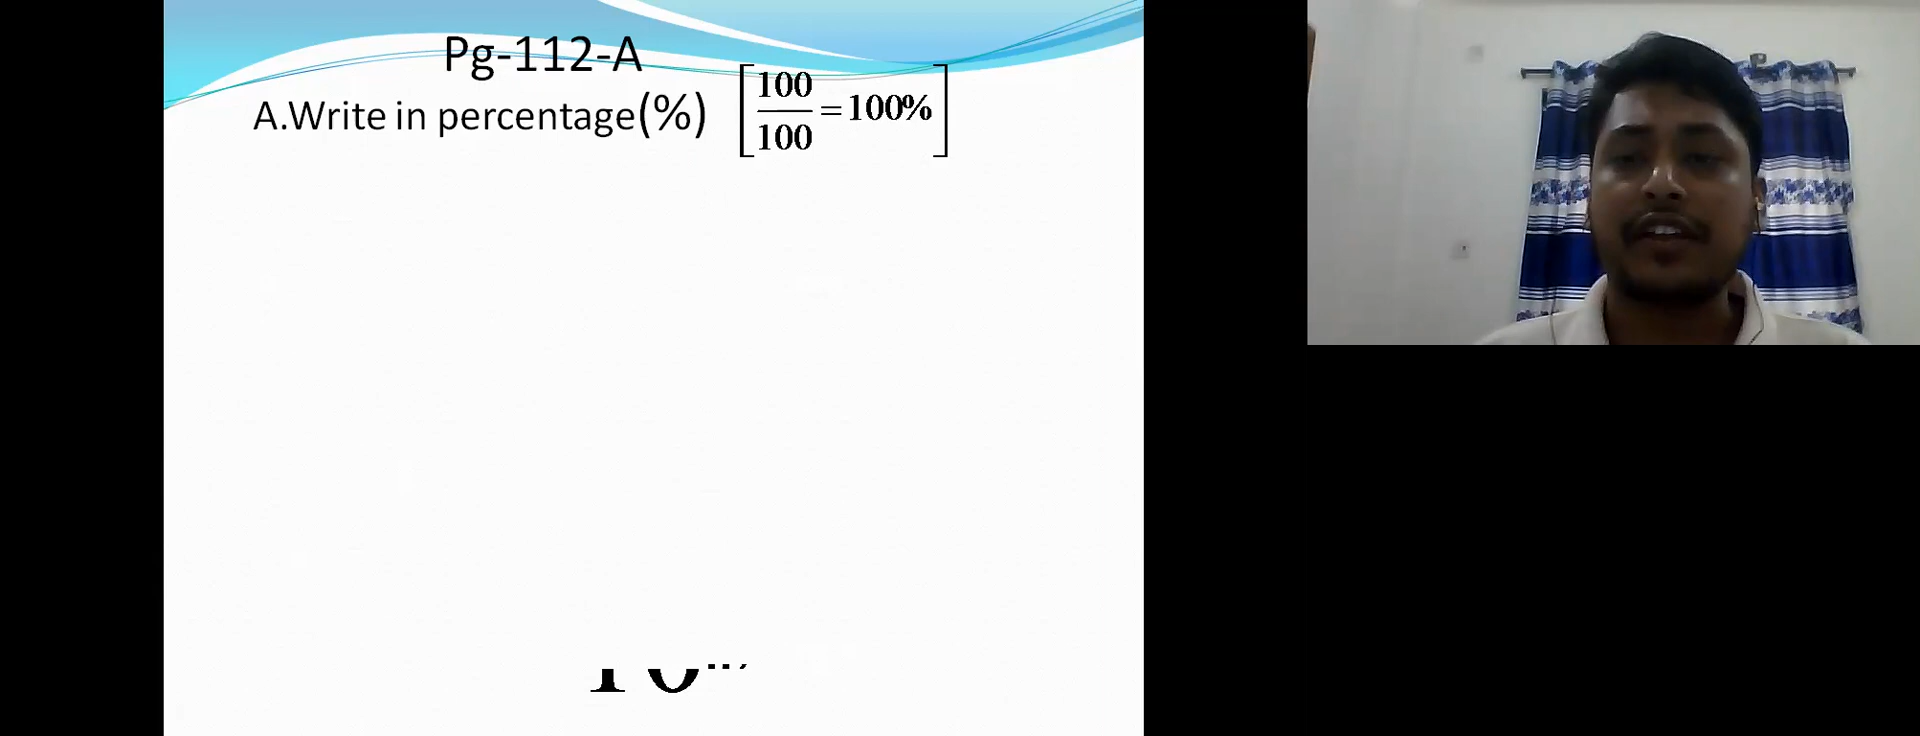 Pg-112-A
A.Write in percentage(%) [100/100 = 100%]